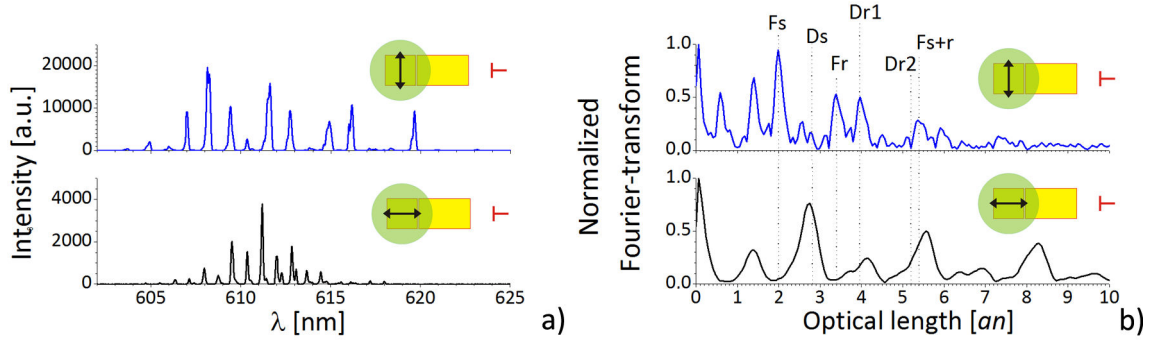 Intensity [a.u.]
20000
10000
0
4000
2000
0
605
610
615
620
625
λ [nm]
a)
Normalized
Fourier-transform
Fs
Ds
Fr
Dr1
Dr2
Fs+r
1.0
0.5
0.0
1.0
0.5
0.0
0 1 2 3 4 5 6 7 8 9 10
Optical length [an]
b)